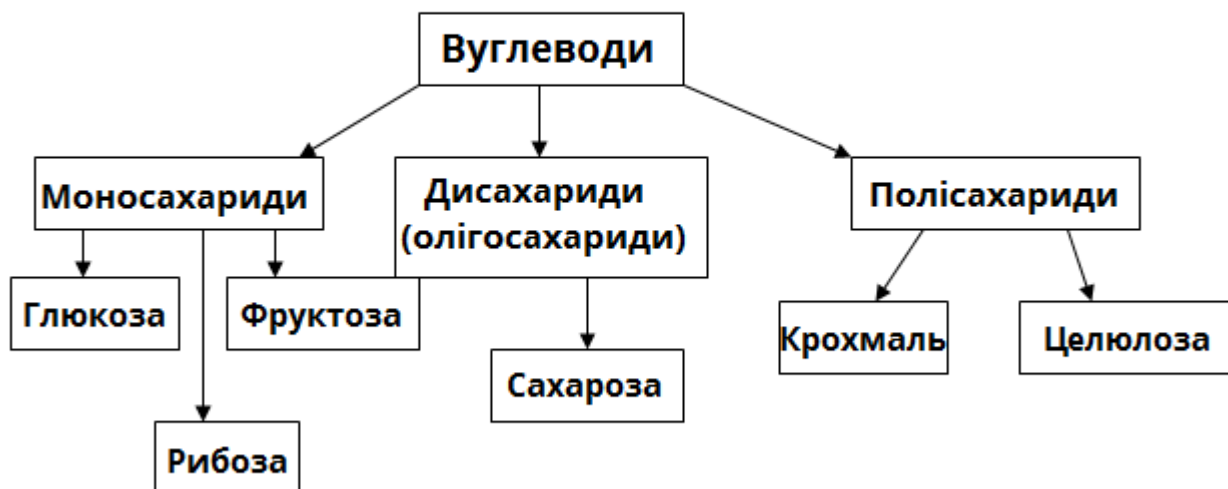 Вуглеводи
Моносахариди
Дисахариди
(олігосахариди)
Полісахариди
Глюкоза
Фруктоза
Крохмаль
Целюлоза
Сахароза
Рибоза